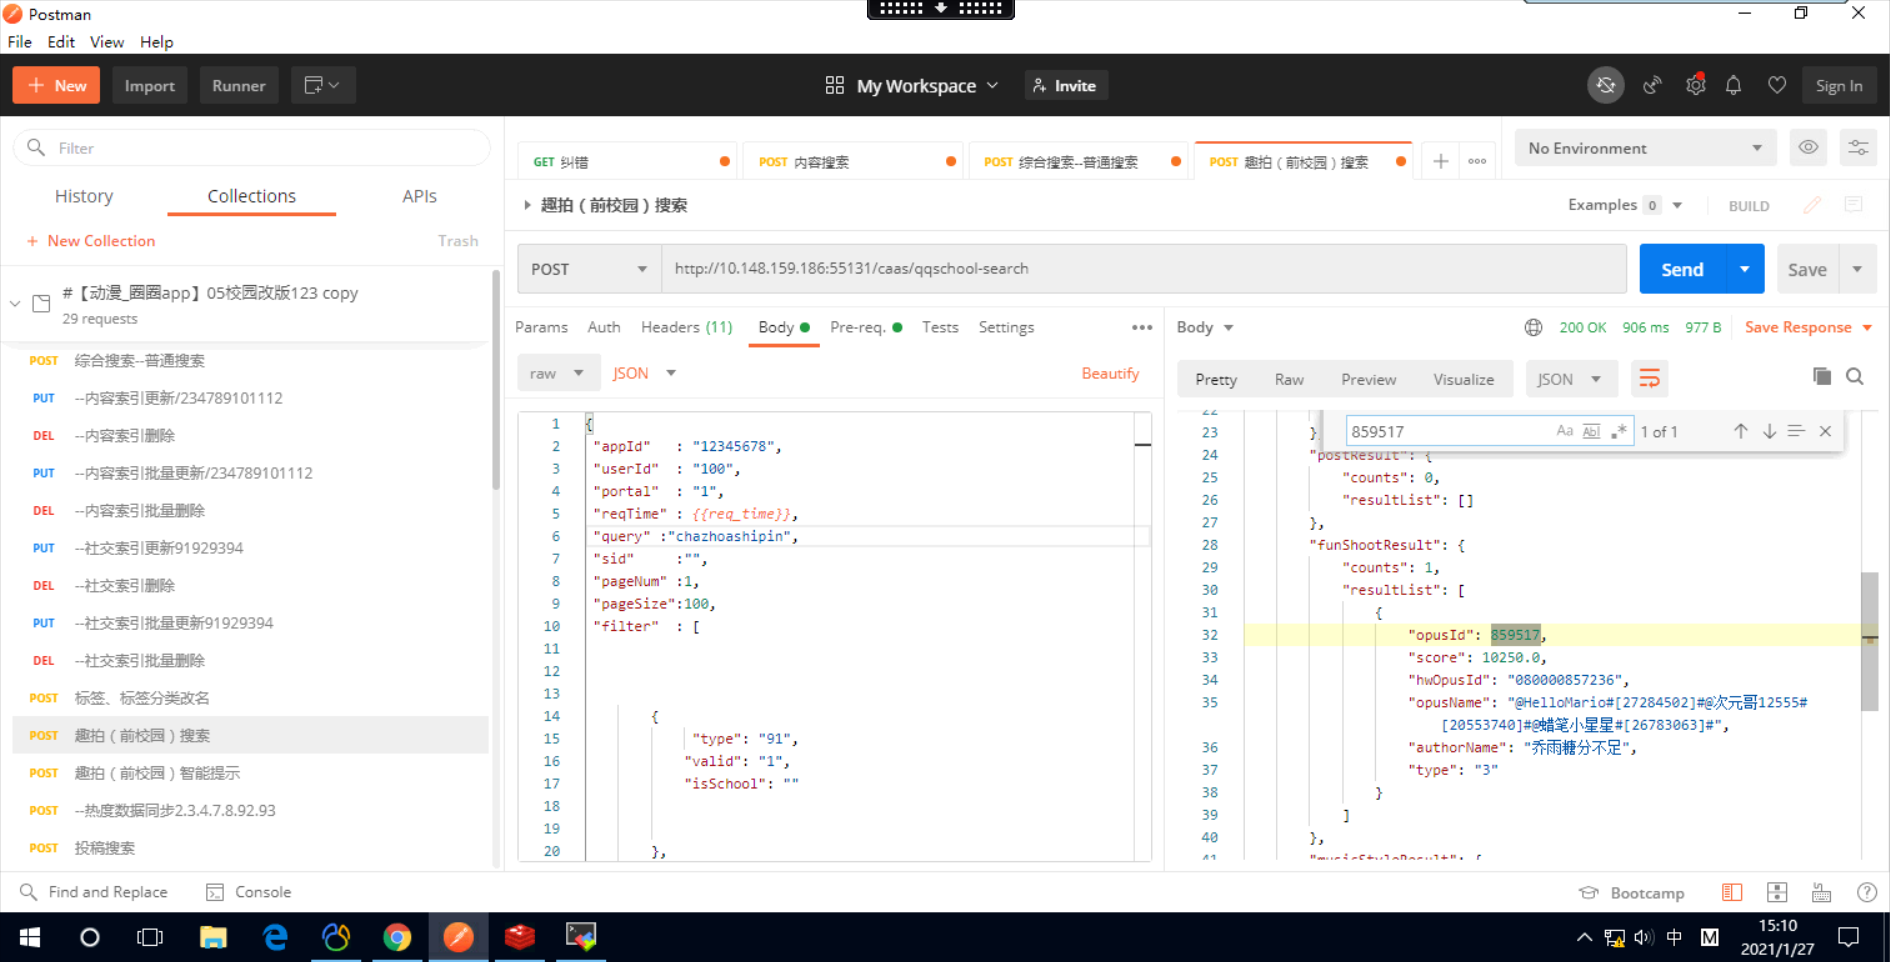 Postman
File Edit View Help
New Import Runner
My Workspace
Invite
Sign In
Filter
History Collections APIs
New Collection Trash
#【动漫_圈圈app】05校园改版123 copy
29 requests
POST 综合搜索--普通搜索
PUT --内容索引更新/234789101112
DEL --内容索引删除
PUT --内容索引批量更新/234789101112
DEL --内容索引批量删除
PUT --社交索引更新91929394
DEL --社交索引删除
PUT --社交索引批量更新91929394
DEL --社交索引批量删除
POST 标签、标签分类改名
POST 趣拍（前校园）搜索
POST 趣拍（前校园）智能提示
POST --热度数据同步2.3.4.7.8.92.93
POST 投稿搜索
GET 纠错
POST 内容搜索
POST 综合搜索--普通搜索
POST 趣拍（前校园）搜索
No Environment
趣拍（前校园）搜索
Examples 0
BUILD
POST http://10.148.159.186:55131/caas/qqschool-search
Send Save
Params Auth Headers (11) Body Pre-req. Tests Settings
raw JSON Beautify
1 {
2 "appId" : "12345678",
3 "userId" : "100",
4 "portal" : "1",
5 "reqTime" : {{req_time}},
6 "query" :"chazhoashipin",
7 "sid" :"",
8 "pageNum" :1,
9 "pageSize":100,
10 "filter" : [
11
12
13
14 {
15 "type": "91",
16 "valid": "1",
17 "isSchool": ""
18
19
20 },
Body 200 OK 906 ms 977 B Save Response
Pretty Raw Preview Visualize JSON
859517 Aa Abl .* 1 of 1
22
23 },
24 "postResult": {
25 "counts": 0,
26 "resultList": []
27 },
28 "funShootResult": {
29 "counts": 1,
30 "resultList": [
31 {
32 "opusId": 859517,
33 "score": 10250.0,
34 "hwOpusId": "080000857236",
35 "opusName": "@HelloMario#[27284502]#@次元哥12555#
[20553740]#@蜡笔小星星#[26783063]#",
36 "authorName": "乔雨糖分不足",
37 "type": "3"
38 }
39 ]
40 },
41 "musicStyleResult": {
Find and Replace Console
Bootcamp
中 M
15:10
2021/1/27